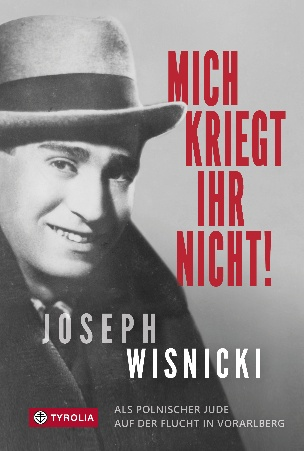 MICH
KRIEGT
IHR
NICHT!
JOSEPH
WISNICKI
TYROLIA
ALS POLNISCHER JUDE
AUF DER FLUCHT IN VORARLBERG